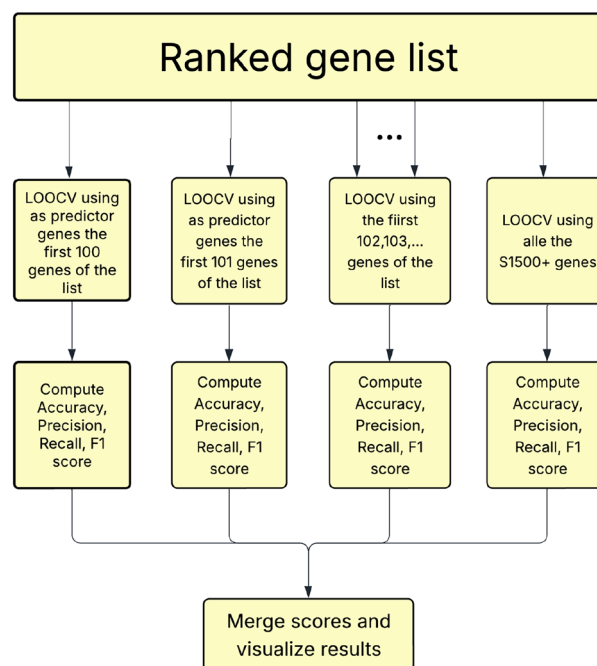 Ranked gene list
...
LOOCV using
as predictor
genes the
first 100
genes of the
list
LOOCV using
as predictor
genes the
first 101 genes
of the list
LOOCV using
the fiirst
102,103,...
genes of the
list
LOOCV using
alle the
S1500+ genes
Compute
Accuracy,
Precision,
Recall, F1
score
Compute
Accuracy,
Precision,
Recall, F1
score
Compute
Accuracy,
Precision,
Recall, F1
score
Compute
Accuracy,
Precision,
Recall, F1
score
Merge scores and
visualize results